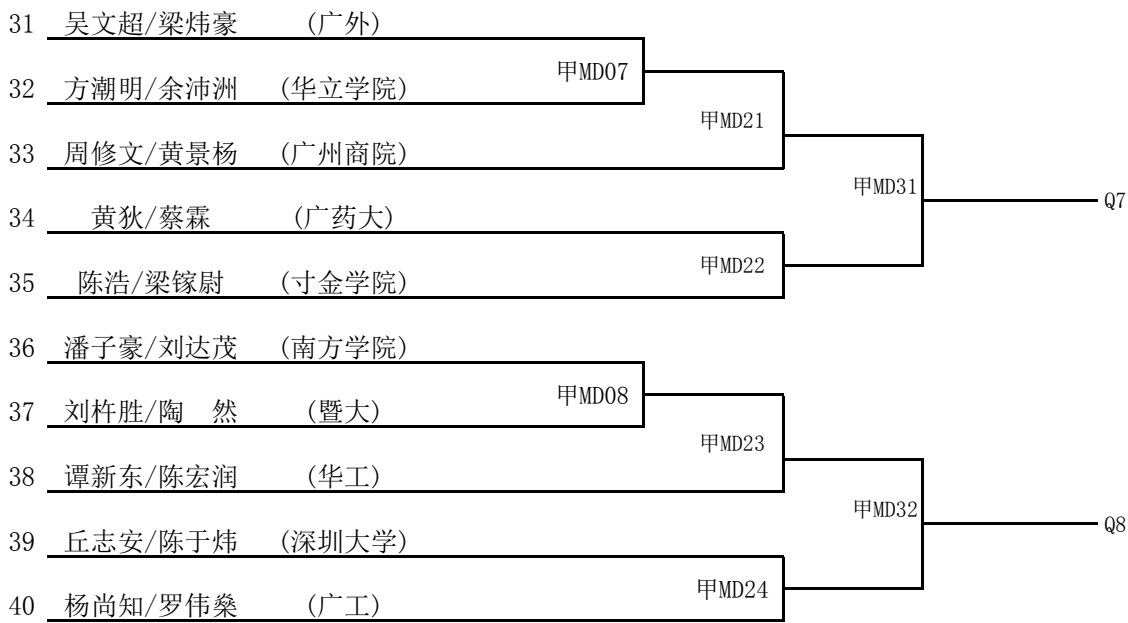 31 吴文超/梁炜豪 (广外)
甲MD07
32 方潮明/余沛洲 (华立学院)
甲MD21
33 周修文/黄景杨 (广州商院)
甲MD31
Q7
34 黄狄/蔡霖 (广药大)
甲MD22
35 陈浩/梁镓尉 (寸金学院)
36 潘子豪/刘达茂 (南方学院)
甲MD08
37 刘杵胜/陶 然 (暨大)
甲MD23
38 谭新东/陈宏润 (华工)
甲MD32
Q8
39 丘志安/陈于炜 (深圳大学)
甲MD24
40 杨尚知/罗伟燊 (广工)